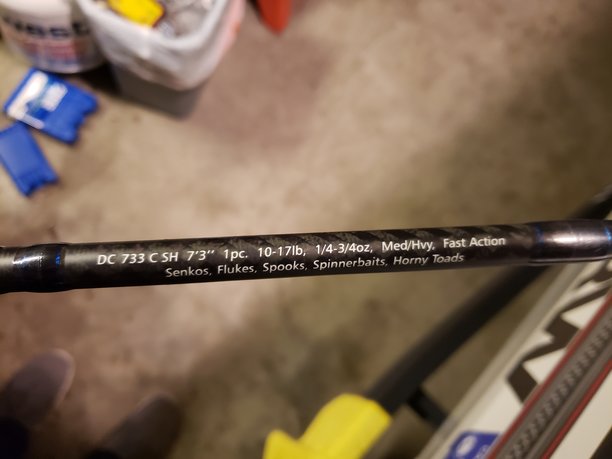 DC 733 C SH 7'3" 1pc. 10-17lb, 1/4-3/4oz, Med/Hvy, Fast Action
Senkos, Flukes, Spooks, Spinnerbaits, Horny Toads